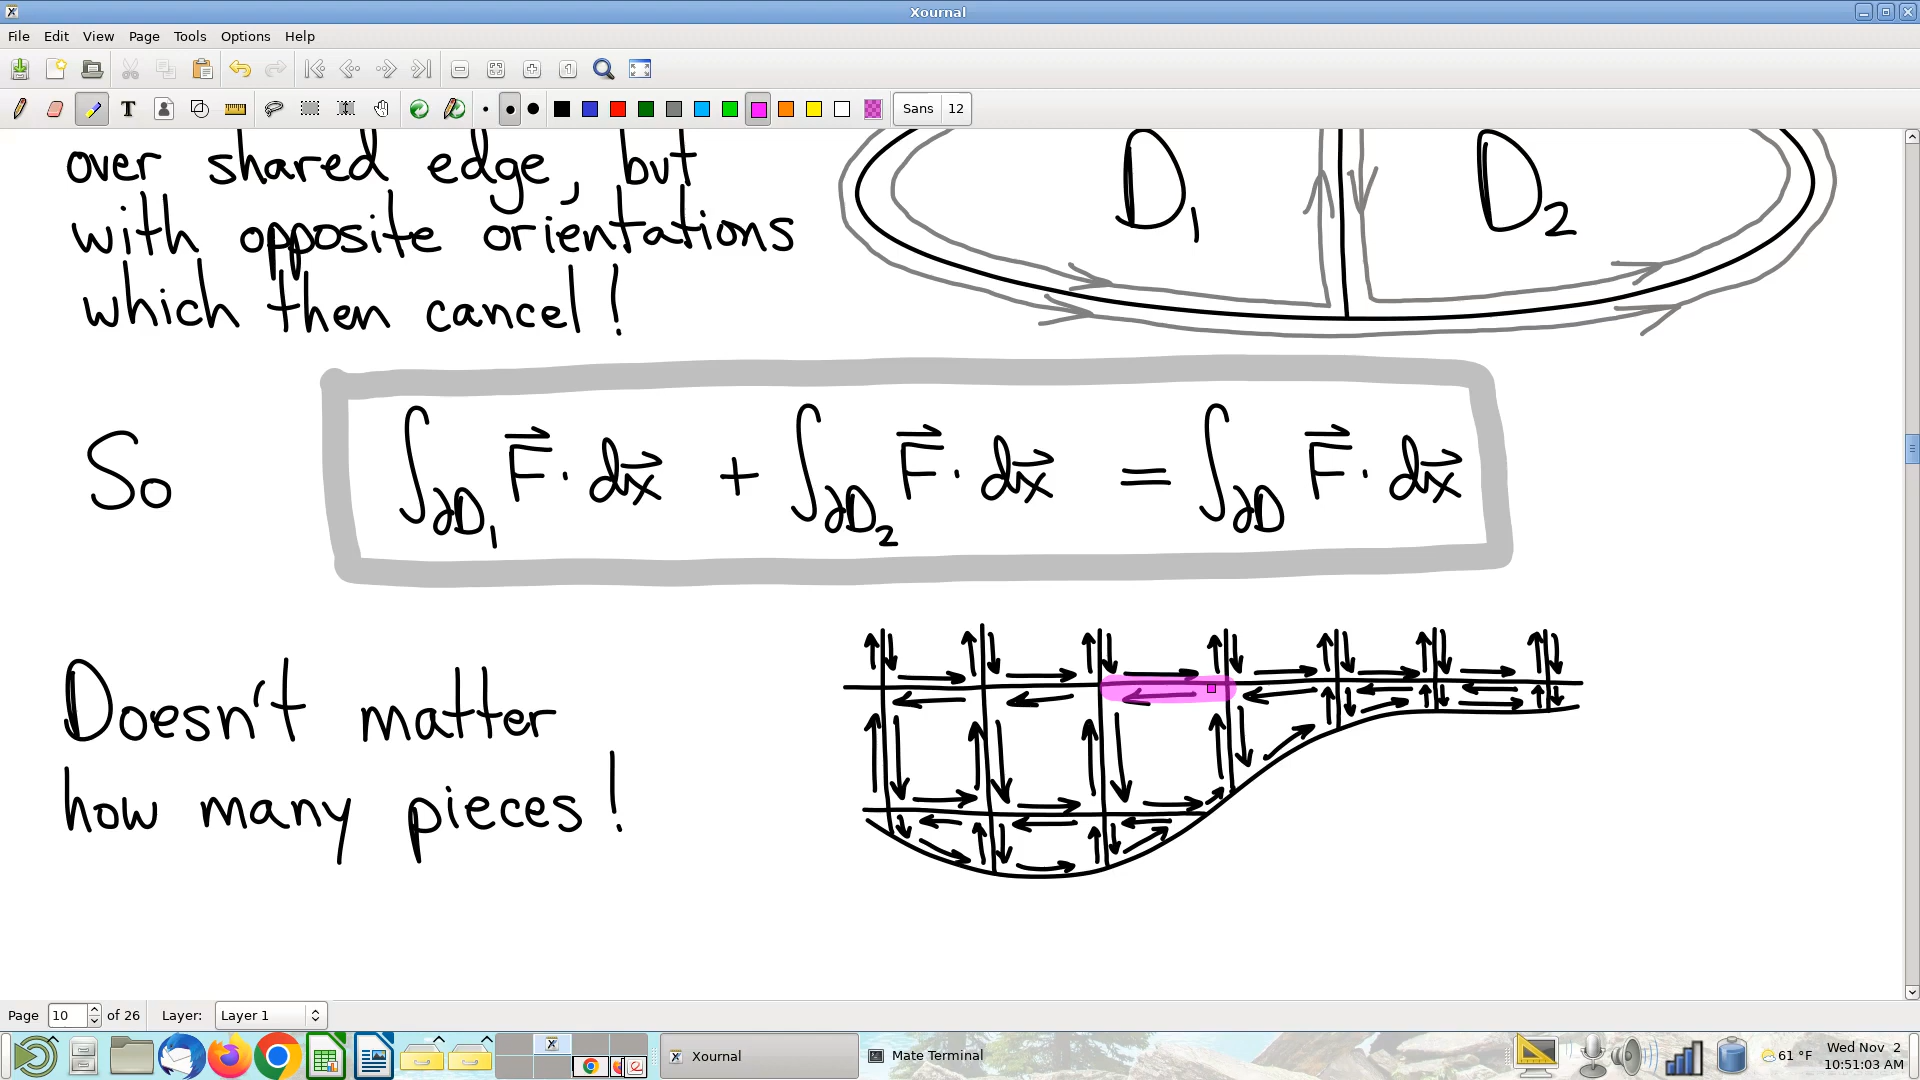 Xournal
File Edit View Page Tools Options Help
Sans 12
over shared edge, but
with opposite orientations
which then cancel!
D₁ D₂
So ∫_{∂D₁} F⃗ · dx⃗ + ∫_{∂D₂} F⃗ · dx⃗ = ∫_{∂D} F⃗ · dx⃗
Doesn't matter
how many pieces!
Page 10 of 26 Layer: Layer 1
Xournal Mate Terminal 61 °F Wed Nov 2
10:51:03 AM